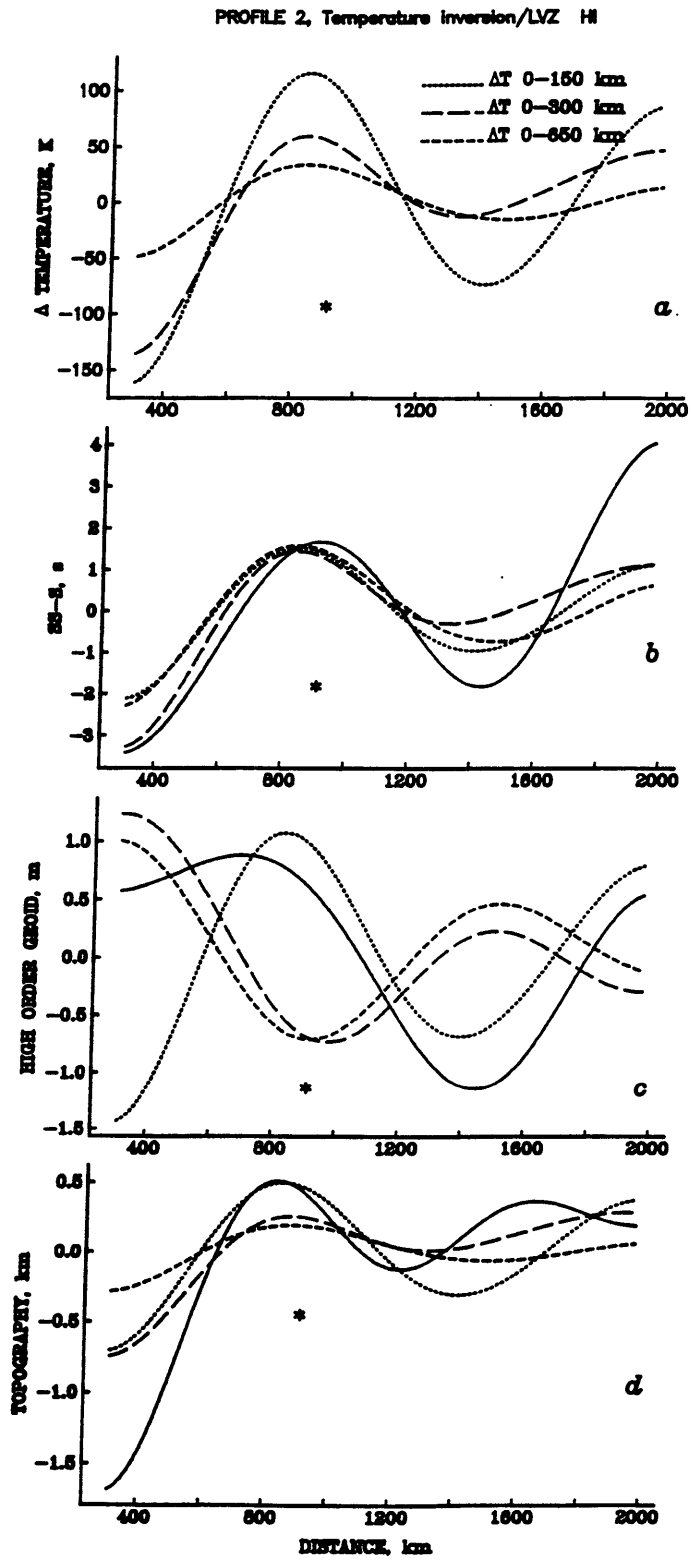 PROFILE 2, Temperature inversion/LVZ HI
ΔT 0-150 km
ΔT 0-300 km
ΔT 0-650 km
100
50
0
-50
-100
-150
Δ TEMPERATURE, K
*
a
400 800 1200 1600 2000
4
3
2
1
0
-1
-2
-3
SS-S, s
*
b
400 800 1200 1600 2000
1.0
0.5
0.0
-0.5
-1.0
-1.5
HIGH ORDER GEOID, m
*
c
400 800 1200 1600 2000
0.5
0.0
-0.5
-1.0
-1.5
TOPOGRAPHY, km
*
d
400 800 1200 1600 2000
DISTANCE, km